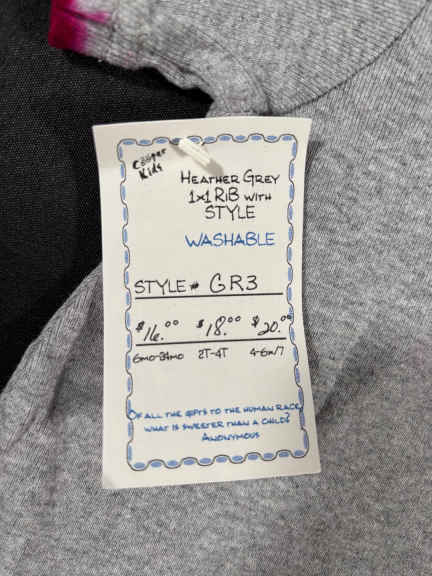 Cooper
Kids
HEATHER GREY
1x1 RIB WITH
STYLE
WASHABLE
STYLE# GR3
$16.00 $18.00 $20.00
6mo-24mo 2T-4T 4-6x/7
OF ALL THE GIFTS TO THE HUMAN RACE,
WHAT IS SWEETER THAN A CHILD?
ANONYMOUS